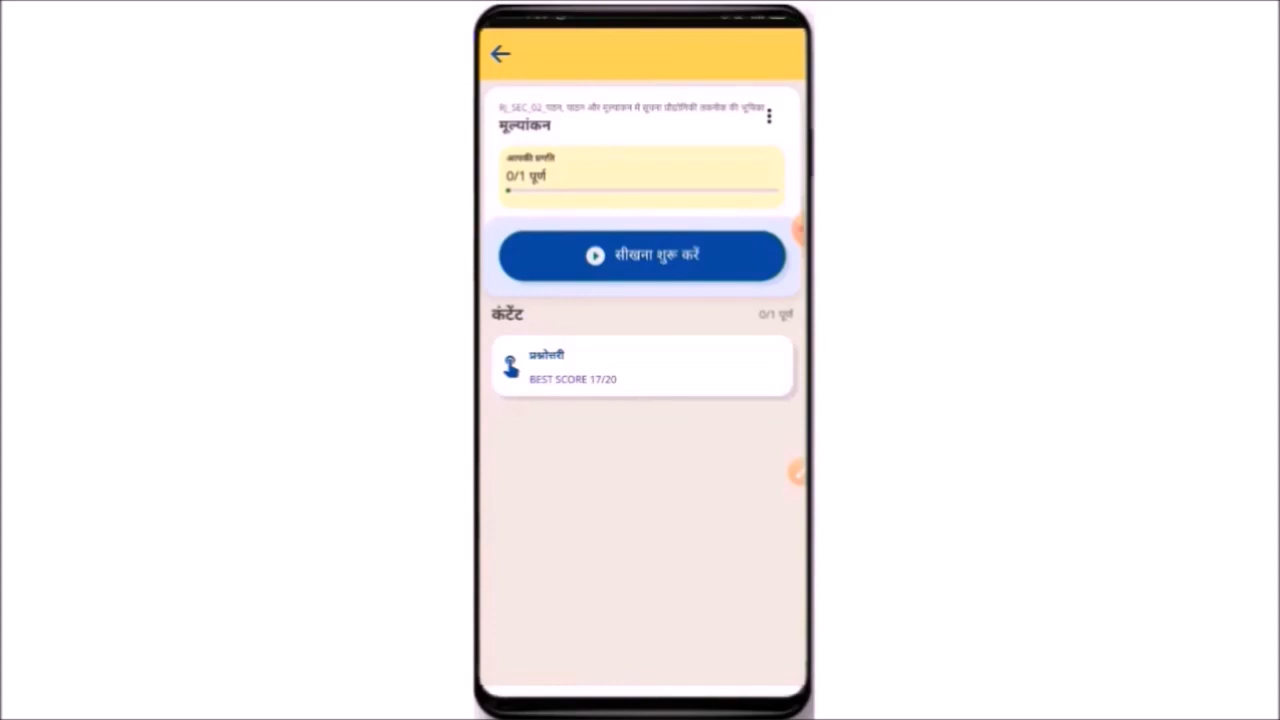 RJ_SEC_02_पठन, पाठन और मूल्यांकन में सूचना प्रौद्योगिकी तकनीक की भूमिका
मूल्यांकन
आपकी प्रगति
0/1 पूर्ण
सीखना शुरू करें
कंटेंट
0/1 पूर्ण
प्रश्नोत्तरी
BEST SCORE 17/20